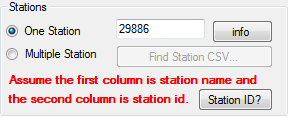 Stations
One Station 29886 info
Multiple Station Find Station CSV...
Assume the first column is station name and
the second column is station id. Station ID?